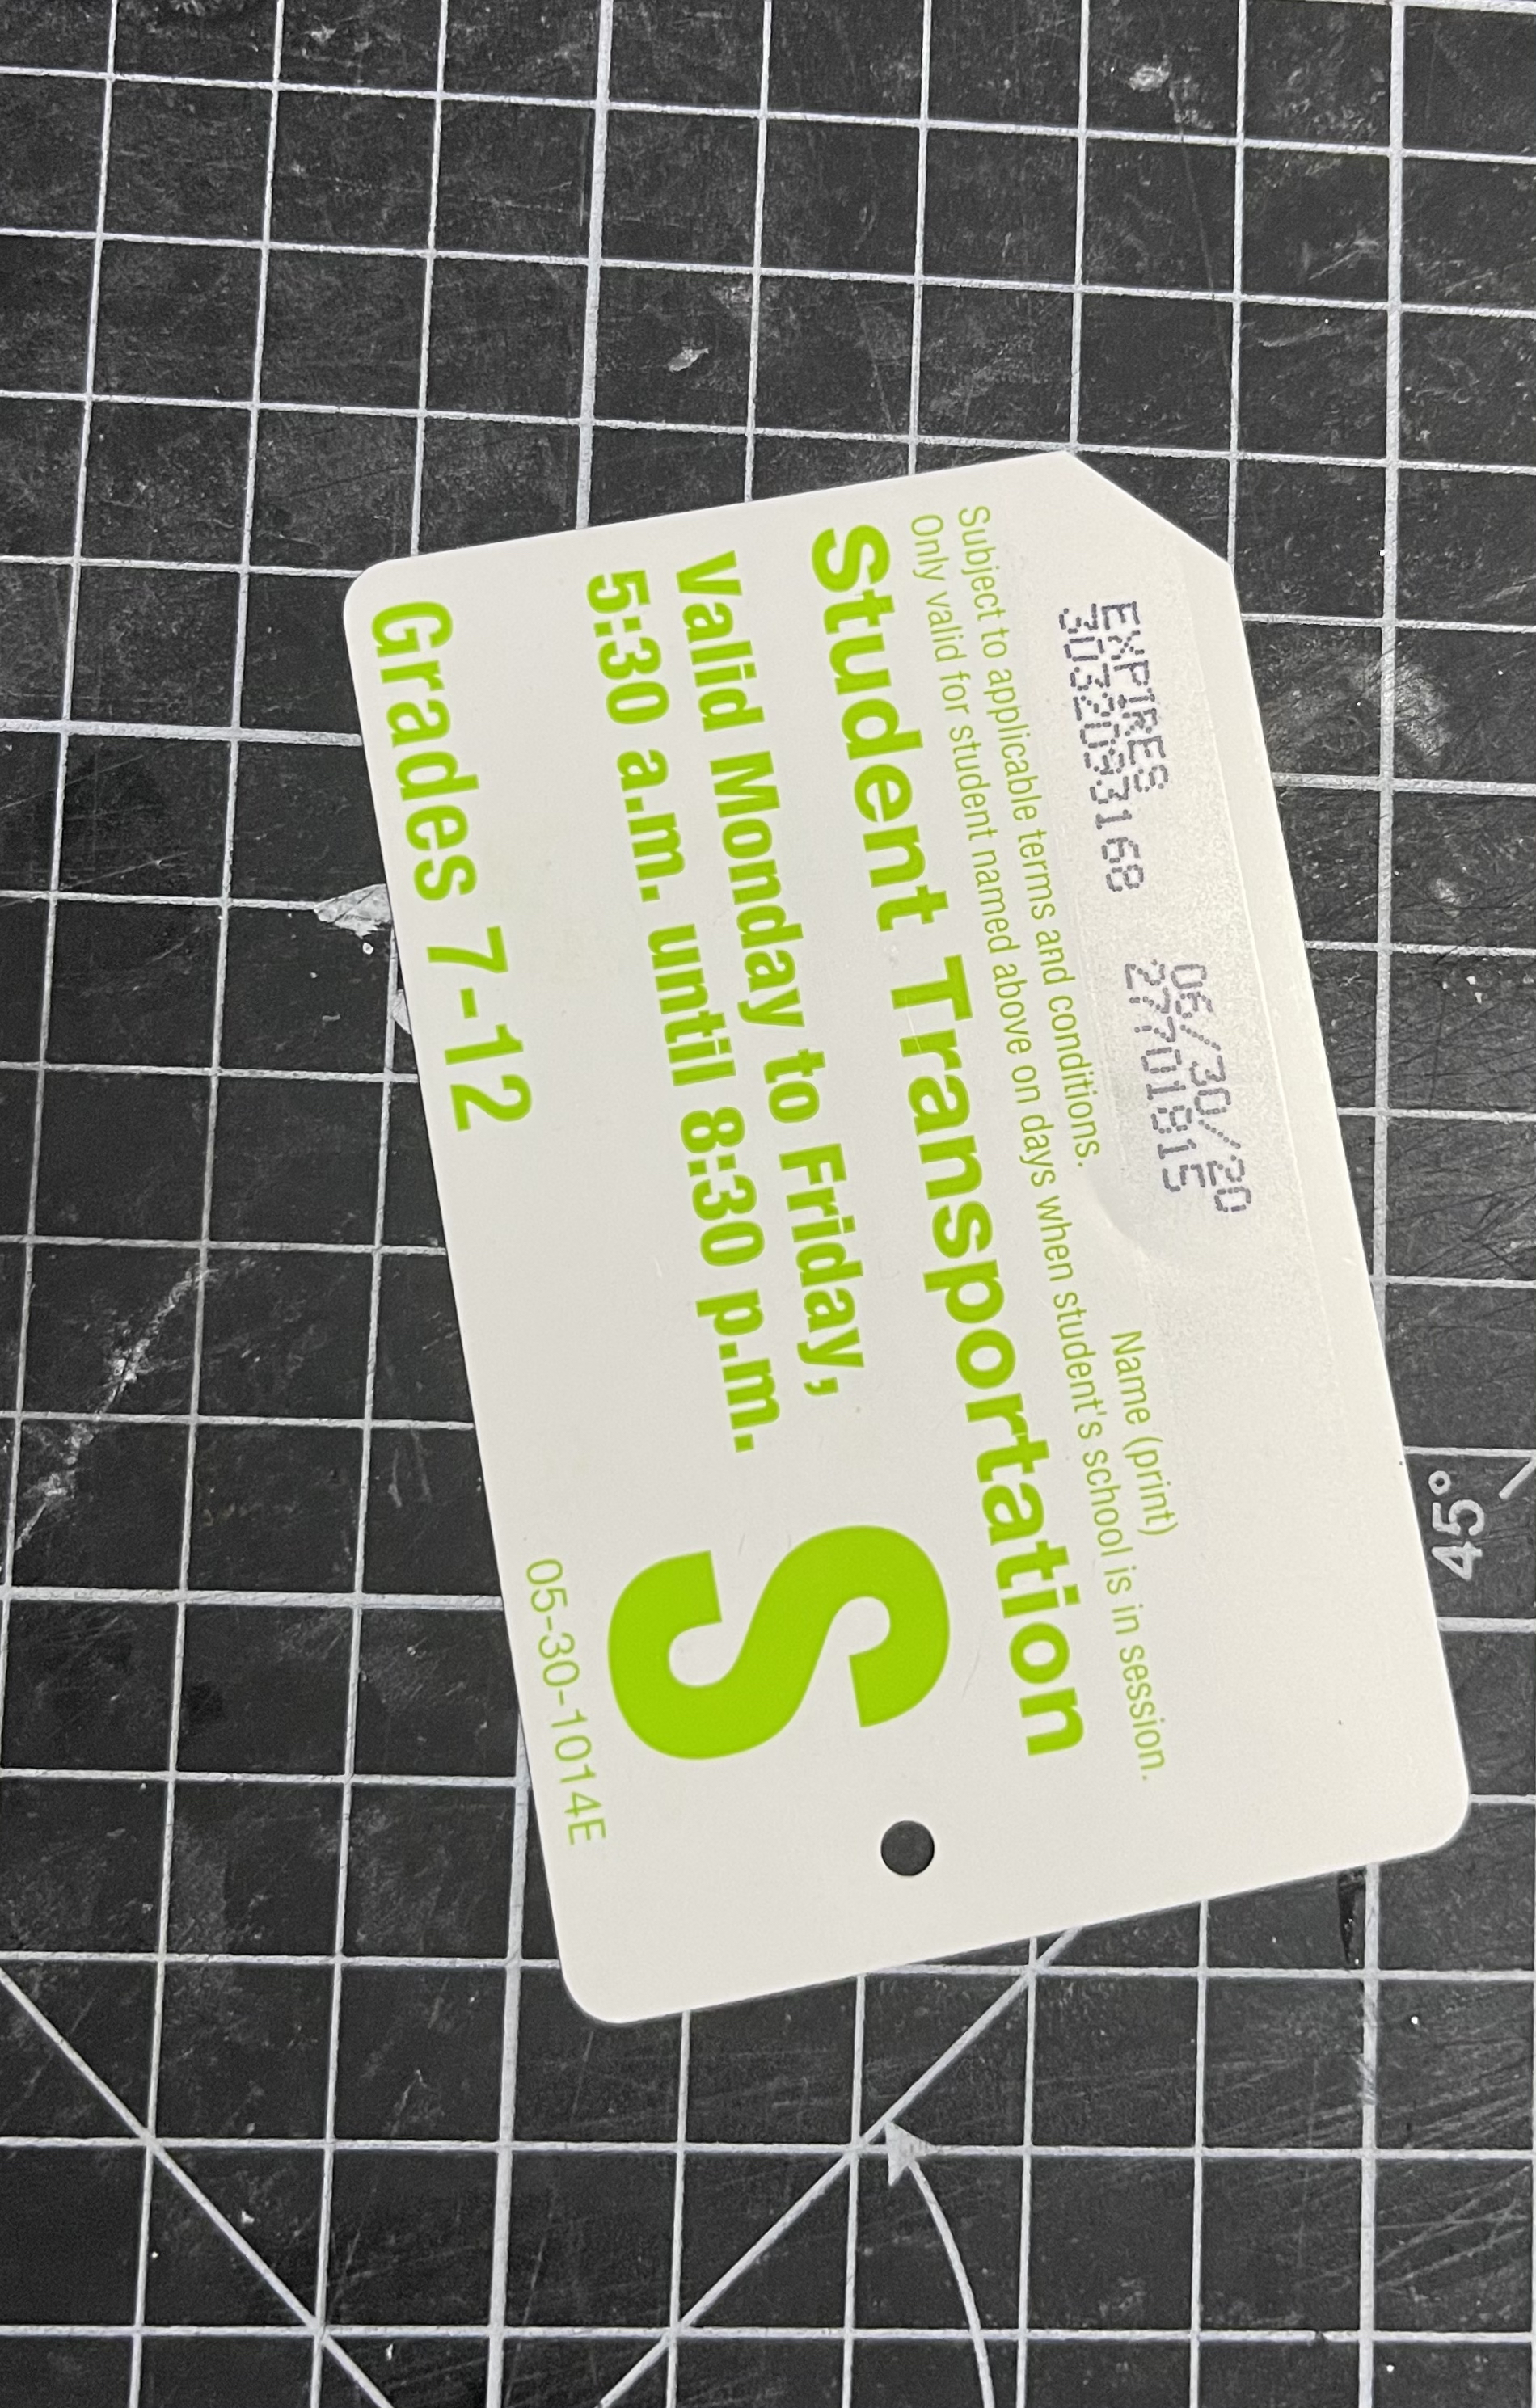 EXPIRES 06/30/20
3032093168 27701815
Name (print)
Subject to applicable terms and conditions.
Only valid for student named above on days when student's school is in session.
Student Transportation
Valid Monday to Friday,
5:30 a.m. until 8:30 p.m.
S
Grades 7-12
05-30-1014E
45°